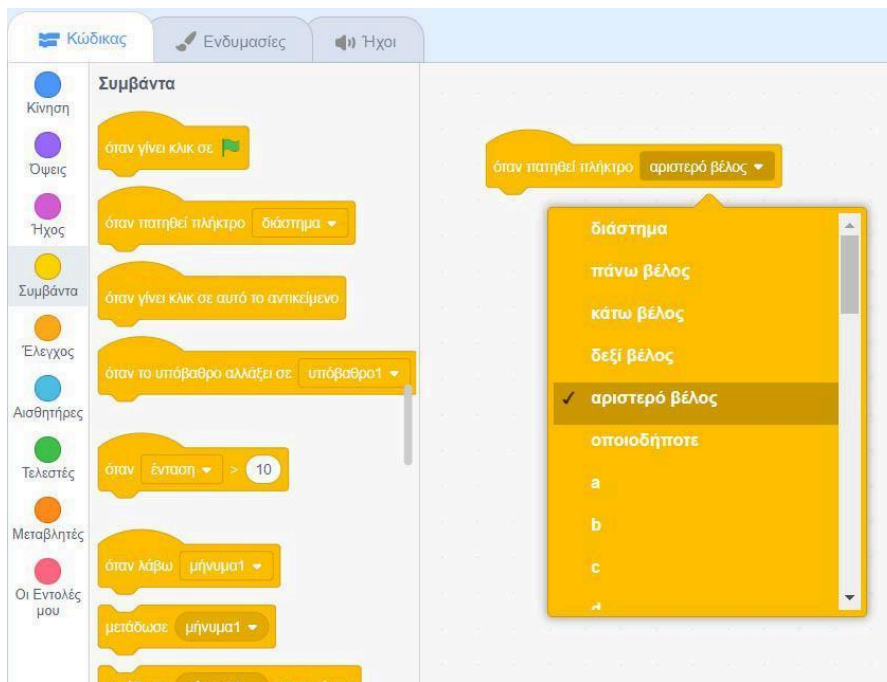 Κώδικας
Ενδυμασίες
Ήχοι
Κίνηση
Όψεις
Ήχος
Συμβάντα
Έλεγχος
Αισθητήρες
Τελεστές
Μεταβλητές
Οι Εντολές
μου
Συμβάντα
όταν γίνει κλικ σε
όταν πατηθεί πλήκτρο διάστημα
όταν γίνει κλικ σε αυτό το αντικείμενο
όταν το υπόβαθρο αλλάξει σε υπόβαθρο1
όταν ένταση > 10
όταν λάβω μήνυμα1
μετάδωσε μήνυμα1
όταν πατηθεί πλήκτρο αριστερό βέλος
διάστημα
πάνω βέλος
κάτω βέλος
δεξί βέλος
✓ αριστερό βέλος
οποιοδήποτε
a
b
c
d